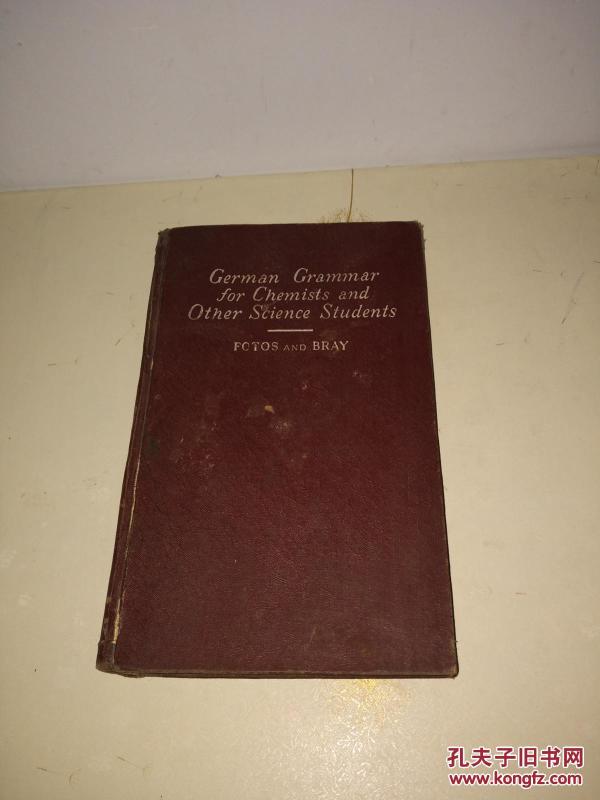 German Grammar
for Chemists and
Other Science Students
FOTOS AND BRAY
孔夫子旧书网
www.kongfz.com